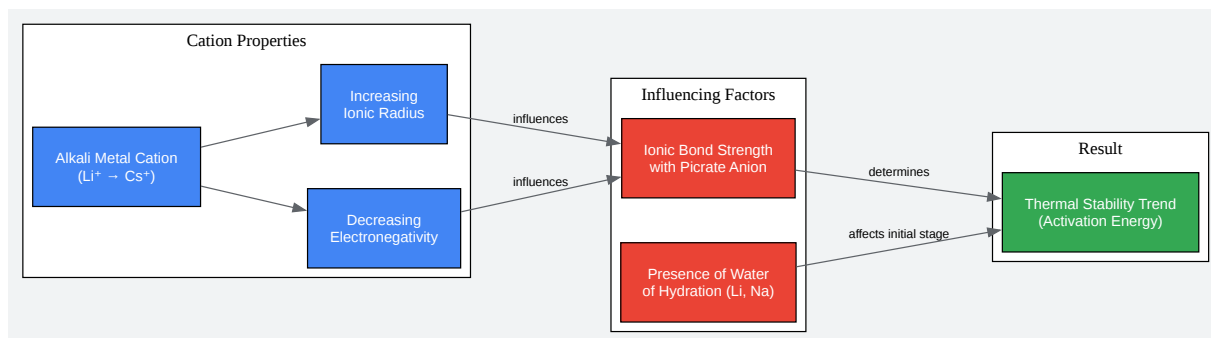 Cation Properties
Alkali Metal Cation
(Li⁺ → Cs⁺)
Increasing
Ionic Radius
Decreasing
Electronegativity
influences
influences
Influencing Factors
Ionic Bond Strength
with Picrate Anion
Presence of Water
of Hydration (Li, Na)
determines
affects initial stage
Result
Thermal Stability Trend
(Activation Energy)